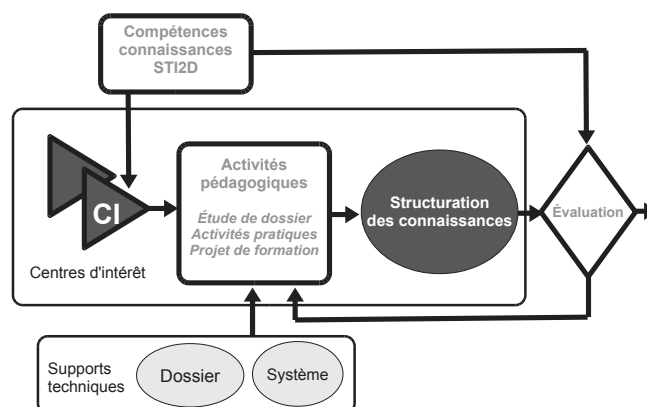 Compétences
connaissances
STI2D
Activités
pédagogiques
Étude de dossier
Activités pratiques
Projet de formation
CI
Centres d'intérêt
Structuration
des connaissances
Évaluation
Supports
techniques
Dossier
Système